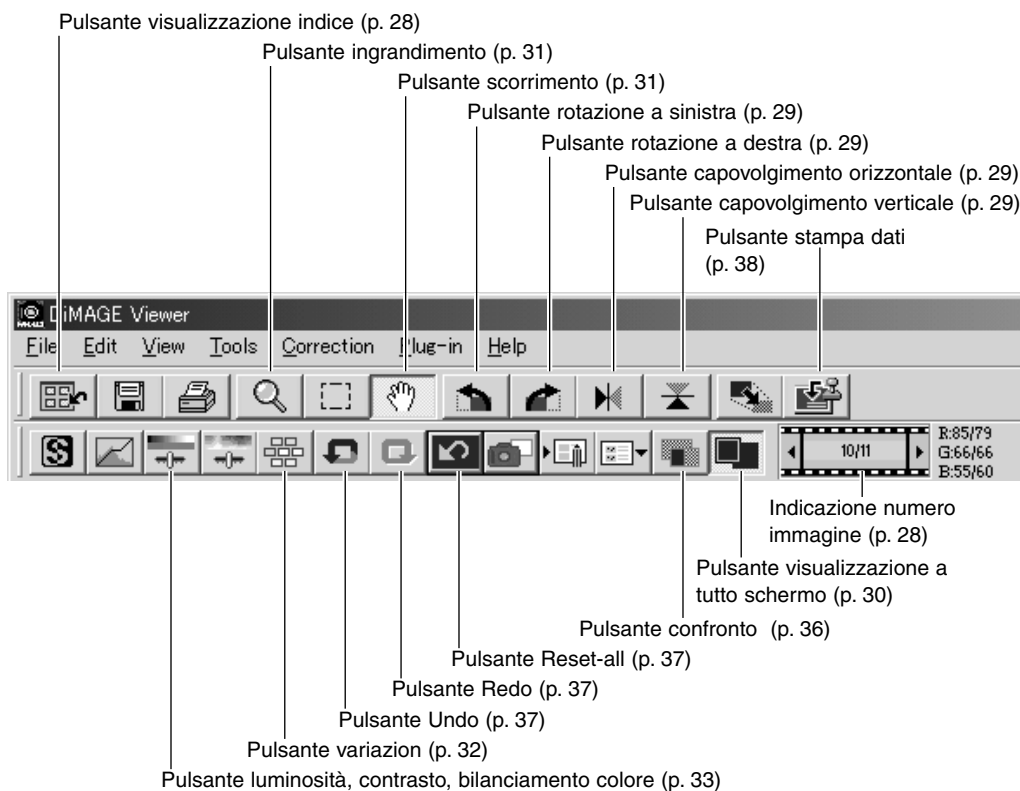 Pulsante visualizzazione indice (p. 28)
Pulsante ingrandimento (p. 31)
Pulsante scorrimento (p. 31)
Pulsante rotazione a sinistra (p. 29)
Pulsante rotazione a destra (p. 29)
Pulsante capovolgimento orizzontale (p. 29)
Pulsante capovolgimento verticale (p. 29)
Pulsante stampa dati
(p. 38)
DiMAGE Viewer
File Edit View Tools Correction Plug-in Help
S
10/11
R:85/79
G:66/66
B:55/60
Indicazione numero
immagine (p. 28)
Pulsante visualizzazione a
tutto schermo (p. 30)
Pulsante confronto (p. 36)
Pulsante Reset-all (p. 37)
Pulsante Redo (p. 37)
Pulsante Undo (p. 37)
Pulsante variazion (p. 32)
Pulsante luminosità, contrasto, bilanciamento colore (p. 33)